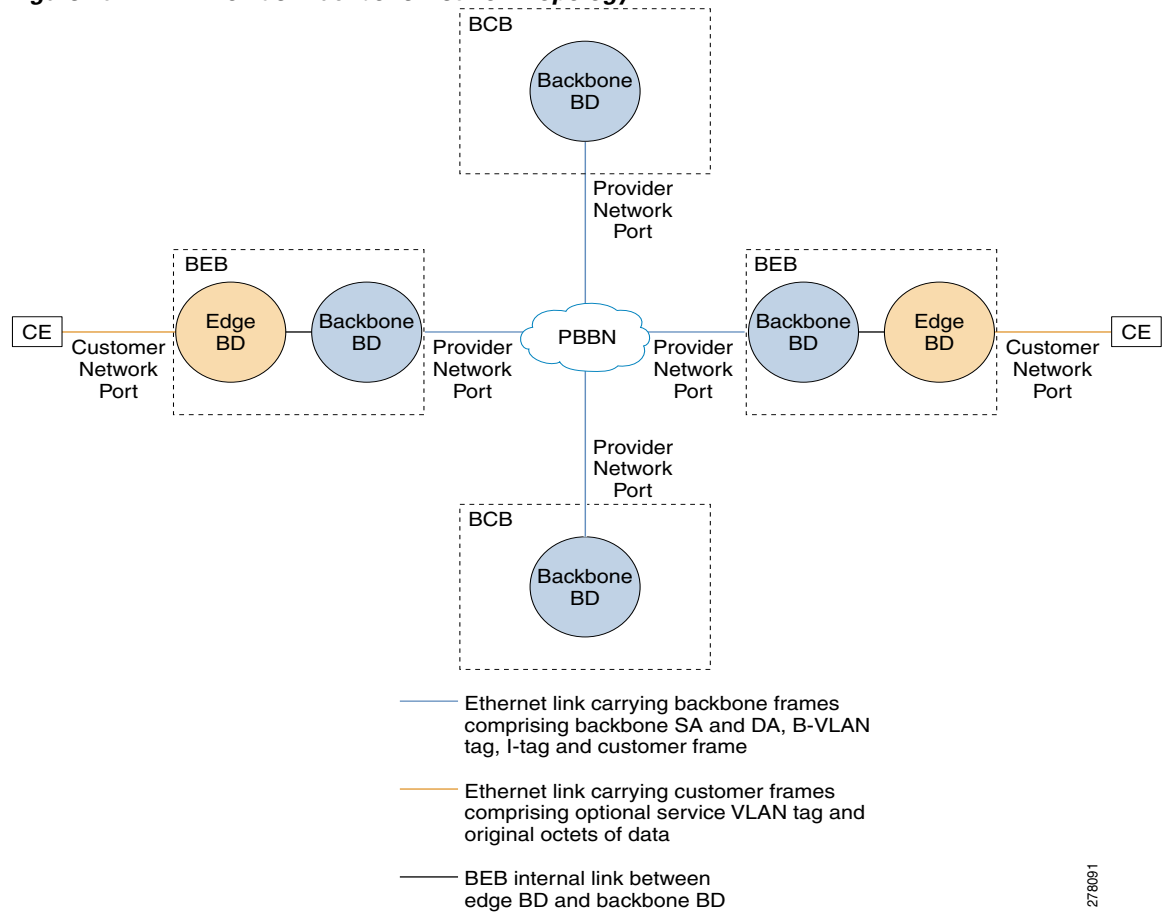 BCB
Backbone
BD
Provider
Network
Port
BEB
BEB
CE
Edge
BD
Backbone
BD
PBBN
Backbone
BD
Edge
BD
CE
Customer
Network
Port
Provider
Network
Port
Provider
Network
Port
Customer
Network
Port
Provider
Network
Port
BCB
Backbone
BD
Ethernet link carrying backbone frames
comprising backbone SA and DA, B-VLAN
tag, I-tag and customer frame
Ethernet link carrying customer frames
comprising optional service VLAN tag and
original octets of data
BEB internal link between
edge BD and backbone BD
278091